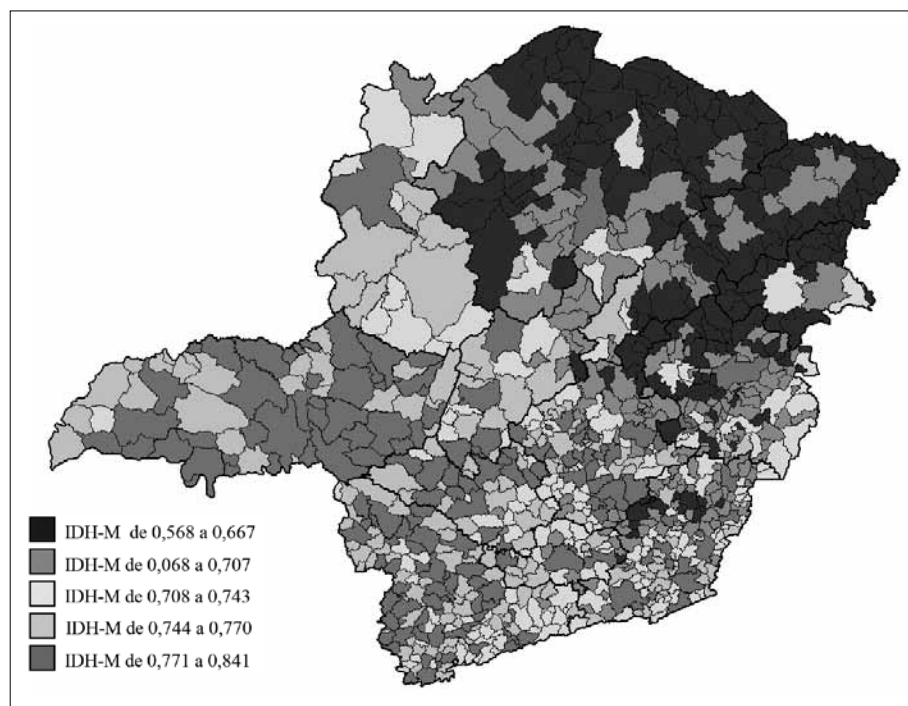 IDH-M de 0,568 a 0,667
IDH-M de 0,068 a 0,707
IDH-M de 0,708 a 0,743
IDH-M de 0,744 a 0,770
IDH-M de 0,771 a 0,841